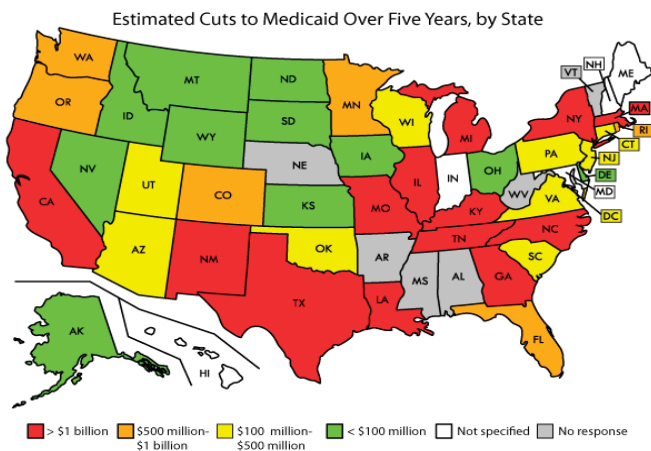 Estimated Cuts to Medicaid Over Five Years, by State
WA
OR
CA
NV
ID
MT
WY
UT
AZ
CO
NM
ND
SD
NE
KS
OK
TX
MN
IA
MO
AR
LA
WI
IL
MI
IN
OH
KY
TN
MS
AL
GA
FL
SC
NC
VA
WV
PA
NY
VT
NH
ME
MA
RI
CT
NJ
DE
MD
DC
AK
HI
> $1 billion
$500 million-
$1 billion
$100 million-
$500 million
< $100 million
Not specified
No response